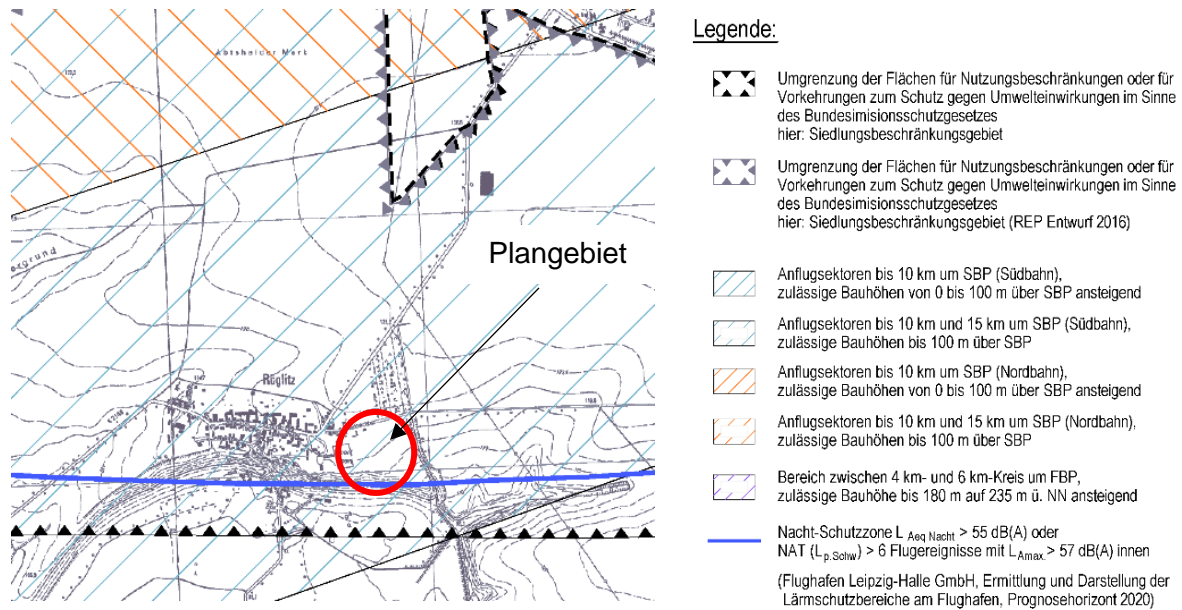 Abtsheider Mark
Plangebiet
Röglitz
Legende:
Umgrenzung der Flächen für Nutzungsbeschränkungen oder für
Vorkehrungen zum Schutz gegen Umwelteinwirkungen im Sinne
des Bundesimisionsschutzgesetzes
hier: Siedlungsbeschränkungsgebiet
Umgrenzung der Flächen für Nutzungsbeschränkungen oder für
Vorkehrungen zum Schutz gegen Umwelteinwirkungen im Sinne
des Bundesimisionsschutzgesetzes
hier: Siedlungsbeschränkungsgebiet (REP Entwurf 2016)
Anflugsektoren bis 10 km um SBP (Südbahn),
zulässige Bauhöhen von 0 bis 100 m über SBP ansteigend
Anflugsektoren bis 10 km und 15 km um SBP (Südbahn),
zulässige Bauhöhen bis 100 m über SBP
Anflugsektoren bis 10 km um SBP (Nordbahn),
zulässige Bauhöhen von 0 bis 100 m über SBP ansteigend
Anflugsektoren bis 10 km und 15 km um SBP (Nordbahn),
zulässige Bauhöhen bis 100 m über SBP
Bereich zwischen 4 km- und 6 km-Kreis um FBP,
zulässige Bauhöhe bis 180 m auf 235 m ü. NN ansteigend
Nacht-Schutzzone L Aeq Nacht > 55 dB(A) oder
NAT (L p.Schw) > 6 Flugereignisse mit L Amax. > 57 dB(A) innen
(Flughafen Leipzig-Halle GmbH, Ermittlung und Darstellung der
Lärmschutzbereiche am Flughafen, Prognosehorizont 2020)